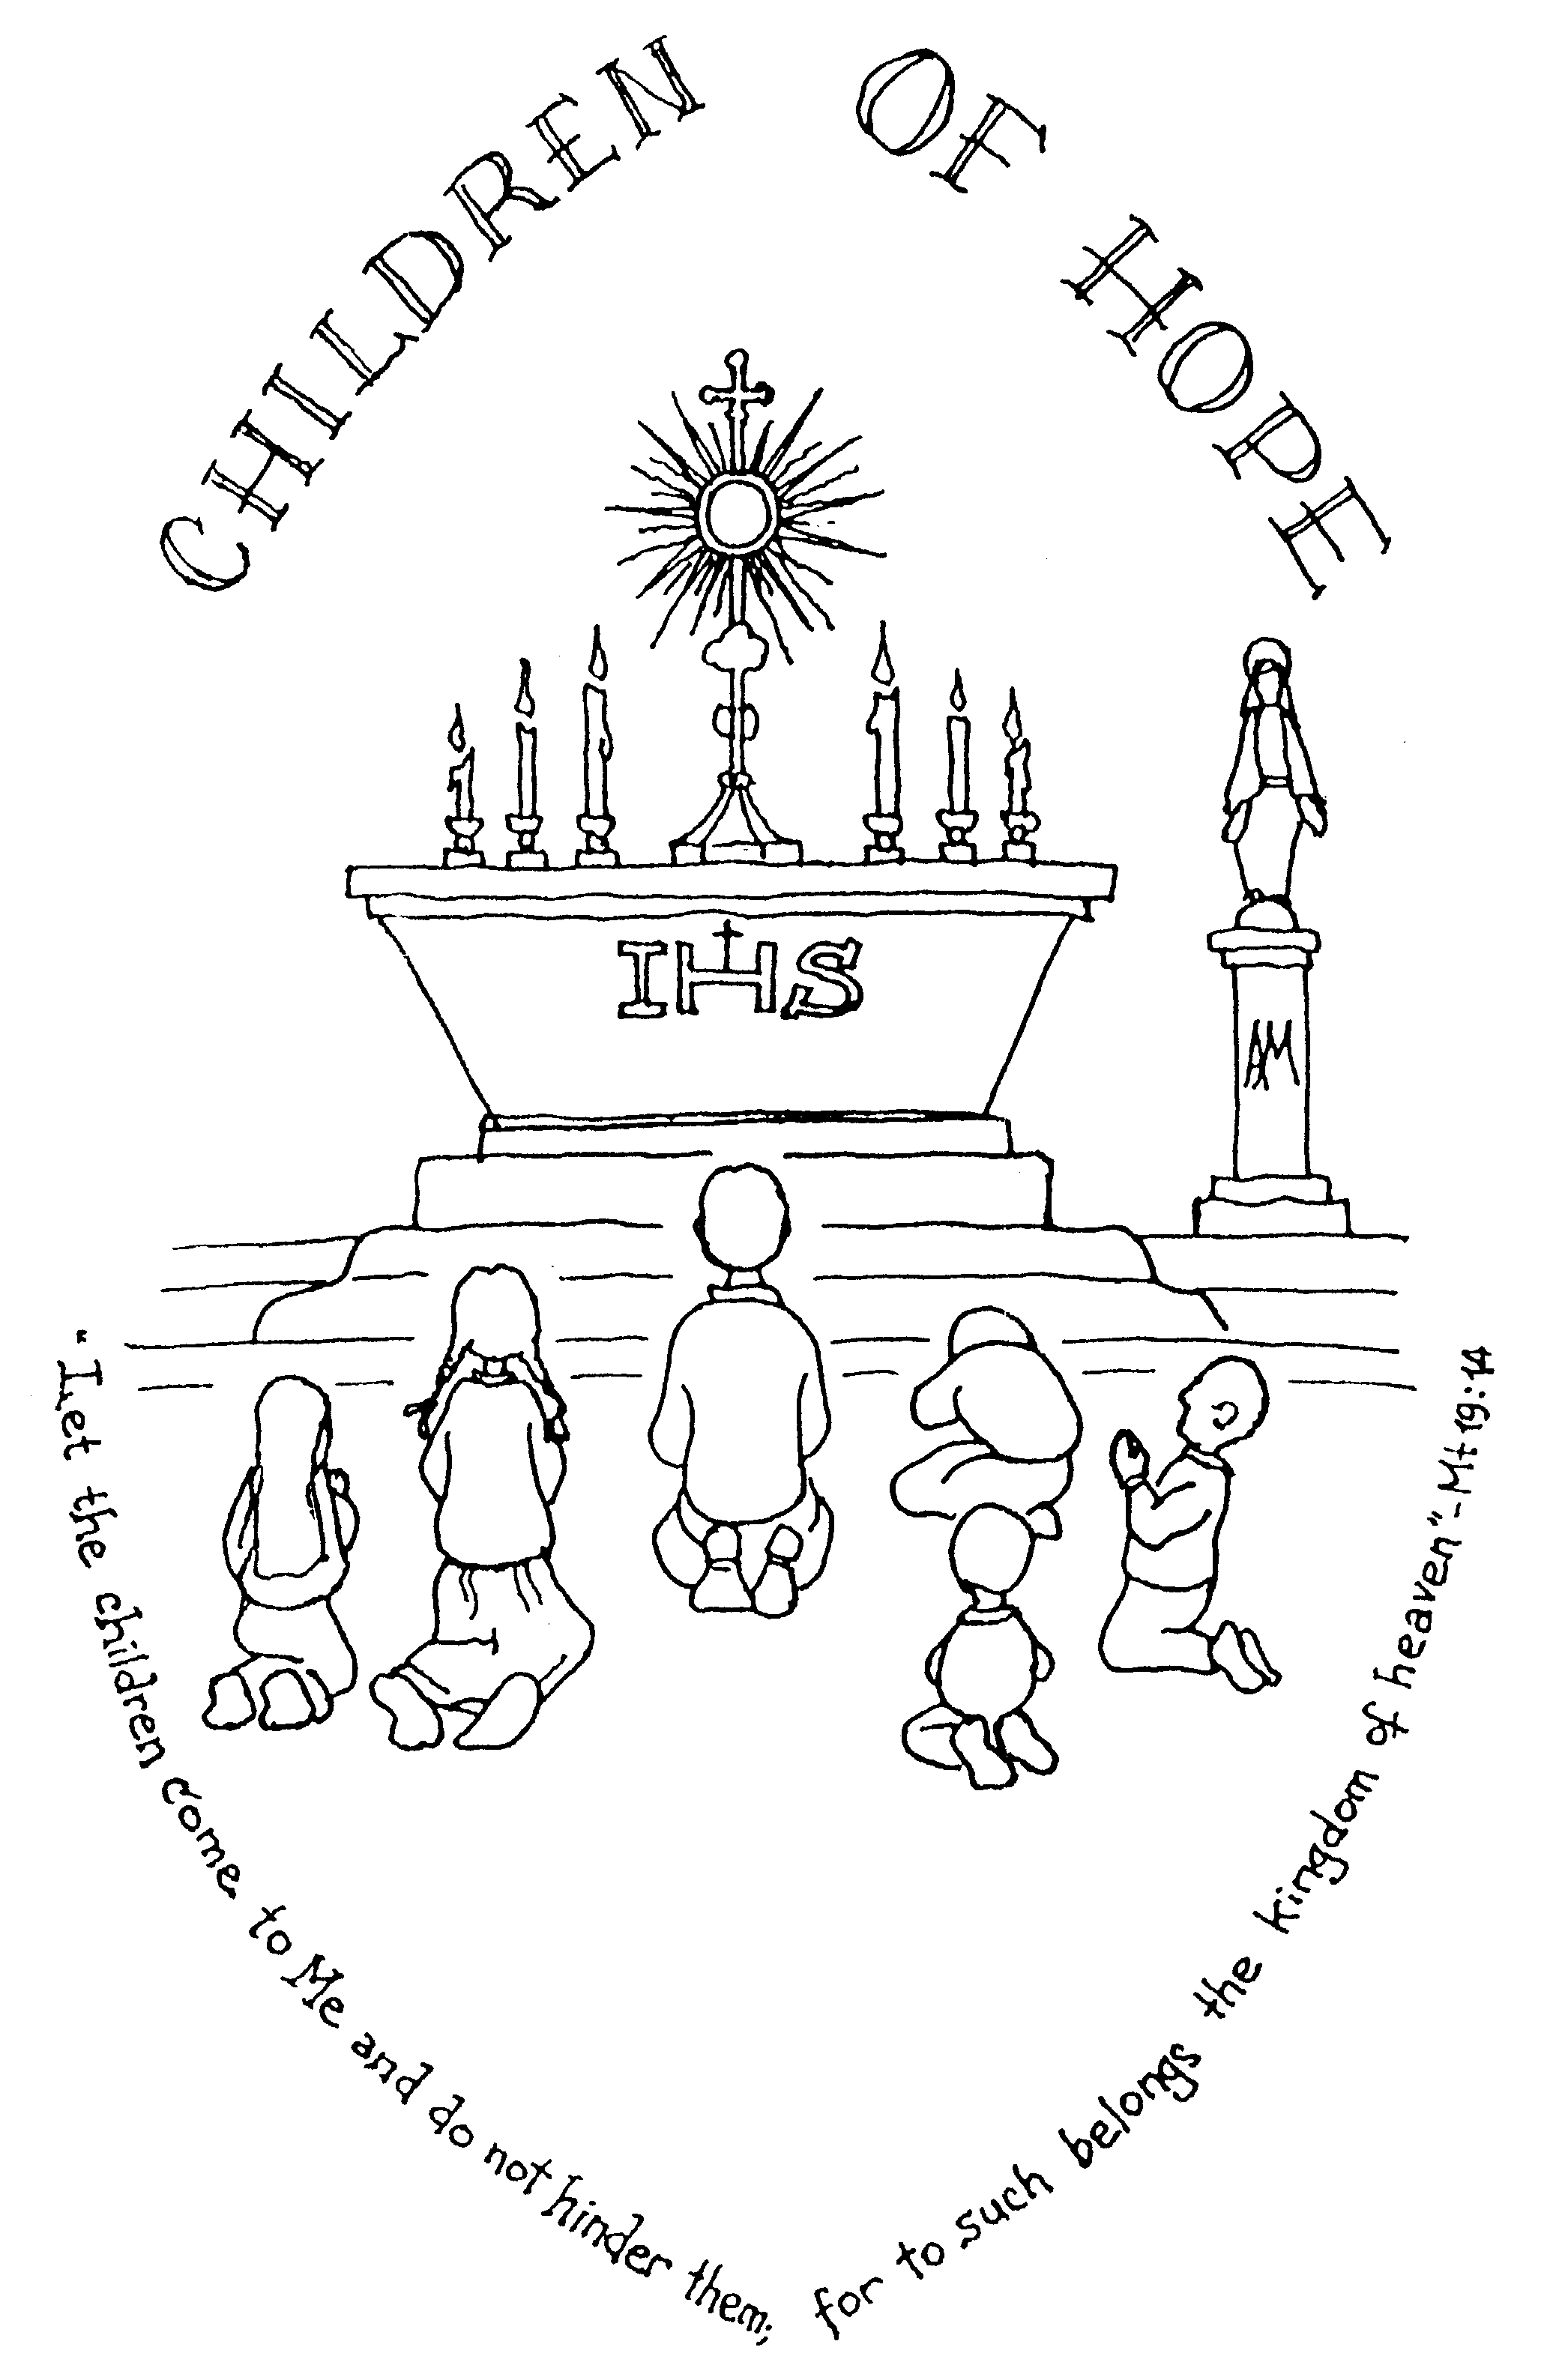 CHILDREN OF HOPE
IHS
AM
"Let the children come to Me and do not hinder them; for to such belongs the kingdom of heaven"-Mt 19:14